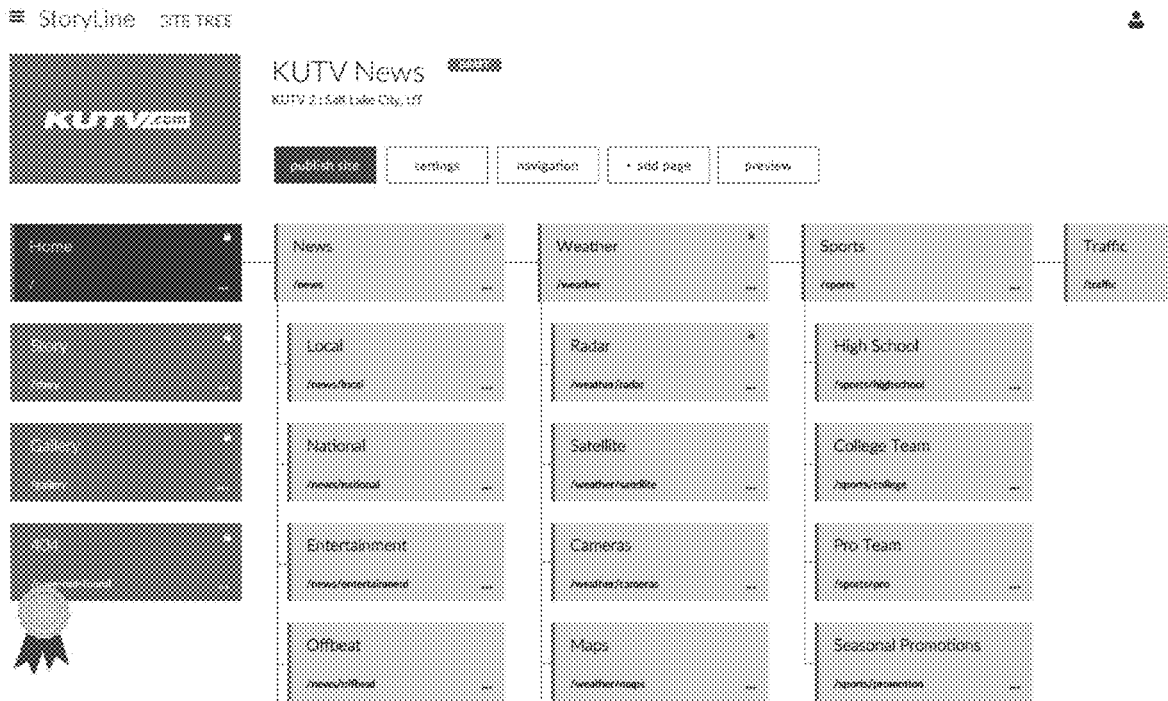 StoryLine SITE TREE
KUTV
KUTV News
KUTV 2 | Salt Lake City, UT
publish site settings navigation + add page preview
Home News Weather Sports Traffic
/ /news /weather /sports /traffic
... ... ... ...
Local Radar High School
/news/local /weather/radar /sports/highschool
... ... ...
National Satellite College Team
/news/national /weather/satellite /sports/college
... ... ...
Entertainment Cameras Pro Team
/news/entertainment /weather/cameras /sports/pro
... ... ...
Offbeat Maps Seasonal Promotions
/news/offbeat /weather/maps /sports/promotion
... ... ...